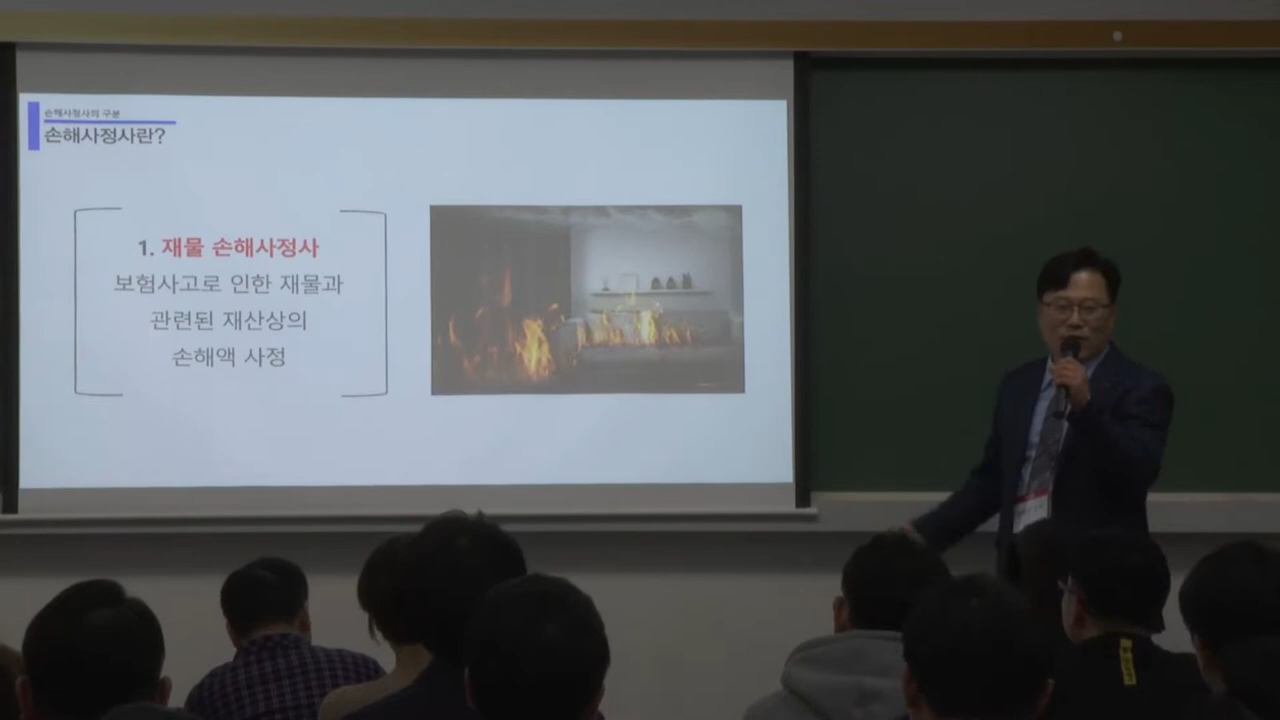 손해사정사의 구분
손해사정사란?
1. 재물 손해사정사
보험사고로 인한 재물과
관련된 재산상의
손해액 사정